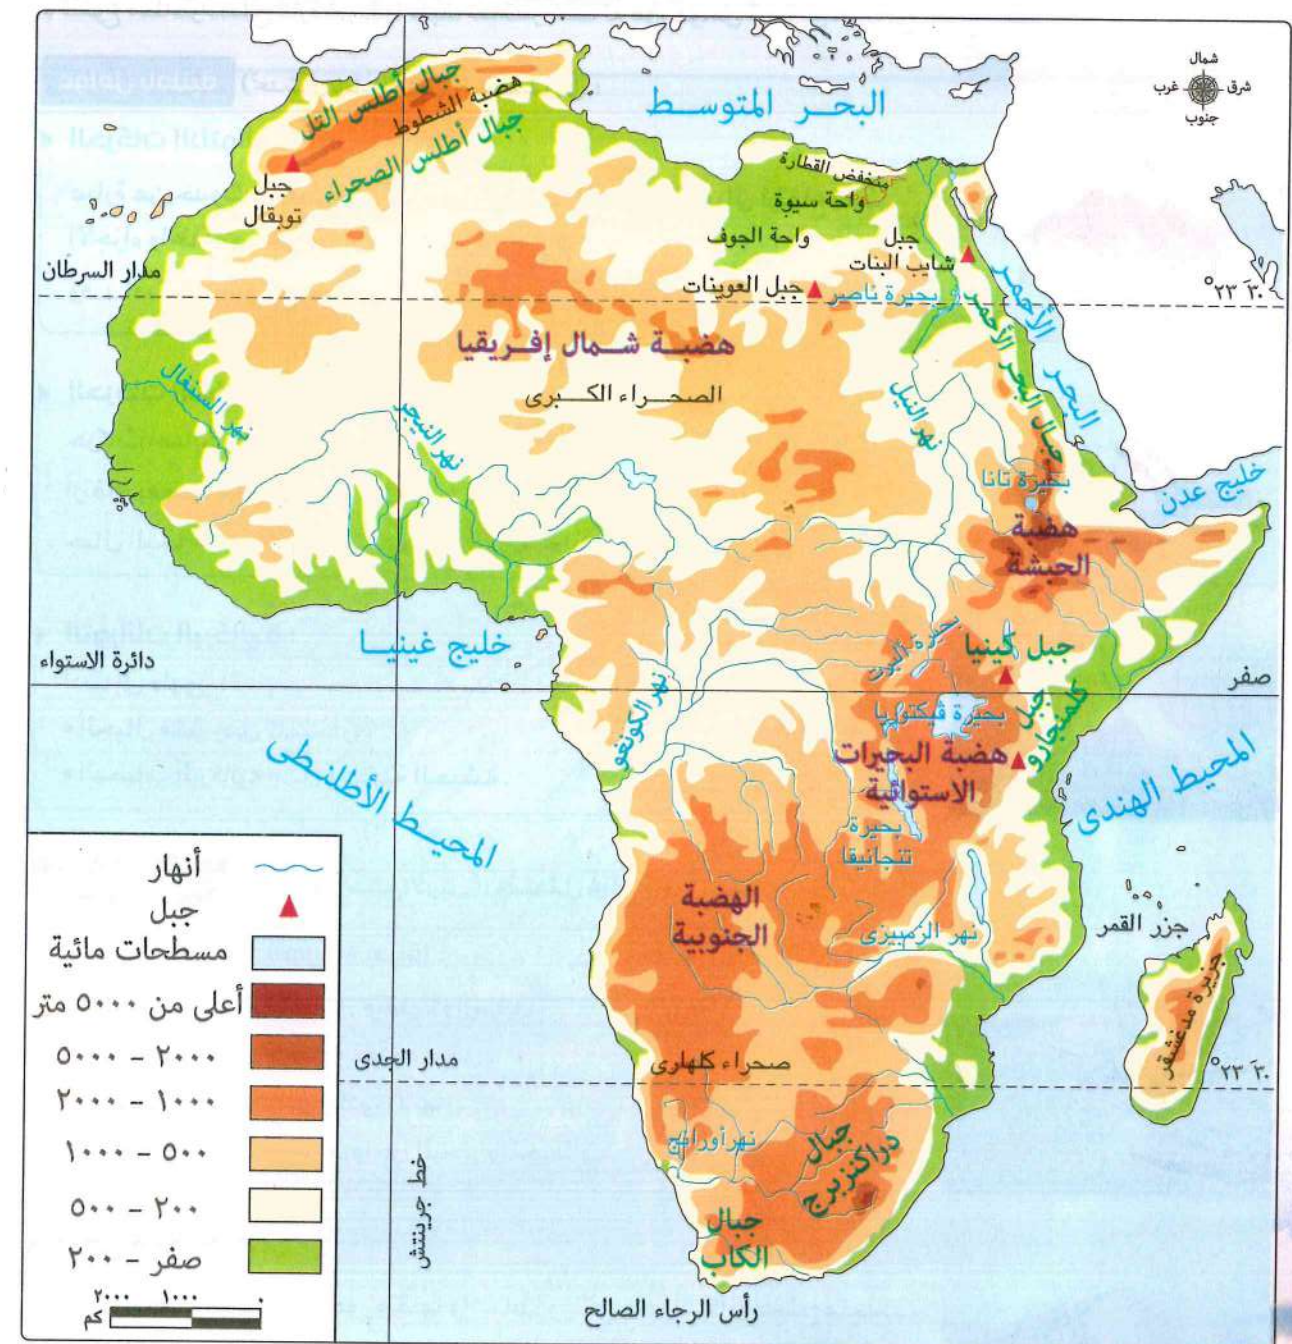 شمال
شرق
غرب
جنوب
البحر المتوسط
جبال أطلس التل
هضبة الشطوط
جبال أطلس الصحراء
جبل
توبقال
منخفض القطارة
واحة سيوة
واحة الجوف
جبل
شايب البنات
جبل العوينات
بحيرة ناصر
مدار السرطان
٣٠ َ ٢٣°
البحر الأحمر
جبال البحر الأحمر
هضبة شمال إفريقيا
الصحراء الكبرى
نهر السنغال
نهر النيجر
نهر النيل
بحيرة تانا
خليج عدن
هضبة
الحبشة
خليج غينيا
دائرة الاستواء
صفر
بحيرة ألبرت
جبل كينيا
بحيرة ڤيكتوريا
جبل
كلمنجارو
نهر الكونغو
هضبة البحيرات
الاستوائية
بحيرة
تنجانيقا
المحيط الأطلنطى
المحيط الهندى
الهضبة
الجنوبية
نهر الزمبيزى
جزر القمر
جزيرة مدغشقر
مدار الجدى
صحراء كلهارى
٣٠ َ ٢٣°
نهر أورانج
جبال
دراكنزبرج
جبال
الكاب
خط جرينتش
رأس الرجاء الصالح
أنهار
جبل
مسطحات مائية
أعلى من ٥٠٠٠ متر
٢٠٠٠ – ٥٠٠٠
١٠٠٠ – ٢٠٠٠
٥٠٠ – ١٠٠٠
٢٠٠ – ٥٠٠
صفر – ٢٠٠
٠ ١٠٠٠ ٢٠٠٠
كم